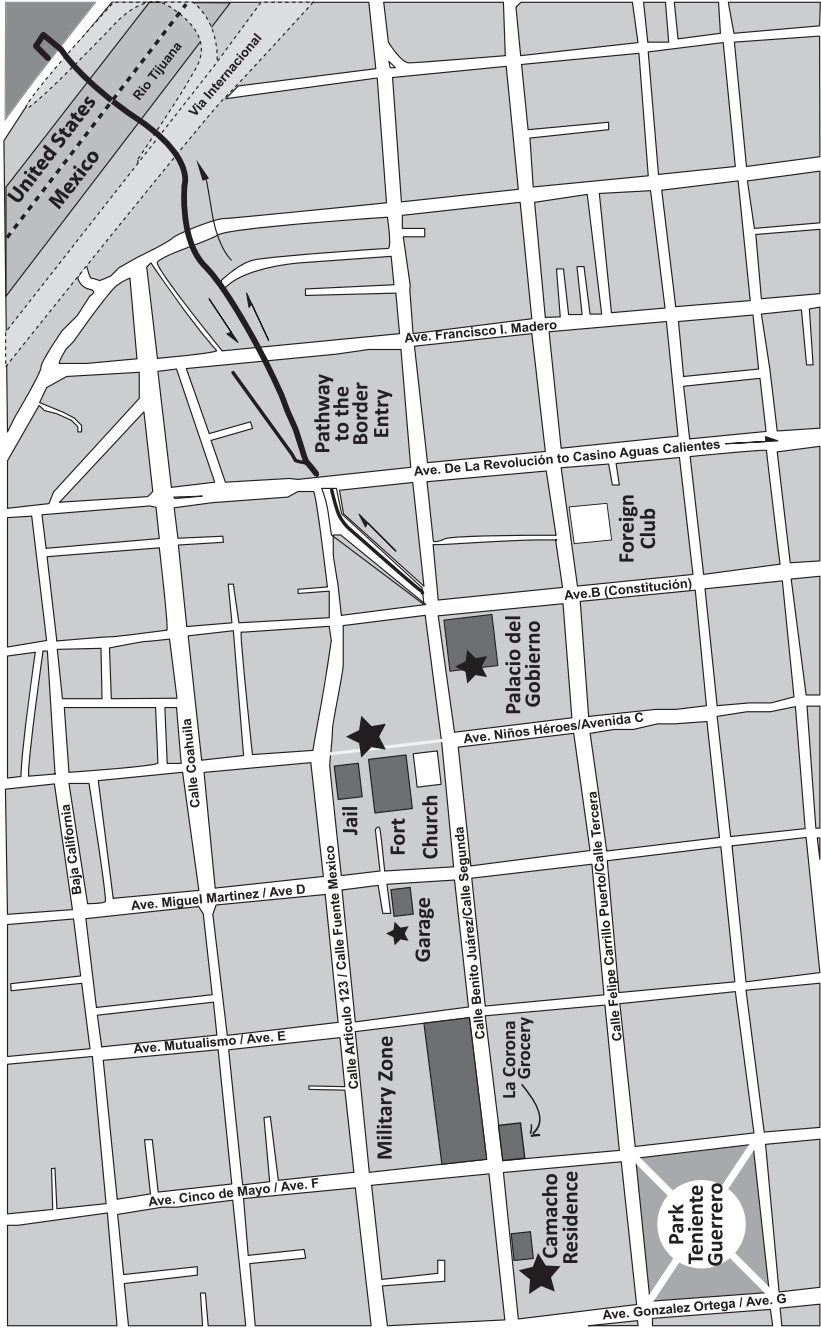 United States
Mexico
Rio Tijuana
Via Internacional
Ave. Francisco I. Madero
Pathway
to the
Border
Entry
Ave. De La Revolución to Casino Aguas Calientes
Foreign
Club
Ave.B (Constitución)
Palacio del
Gobierno
Ave. Niños Héroes/Avenida C
Calle Coahuila
Baja California
Jail
Fort
Church
Ave. Miguel Martinez / Ave D
Garage
Calle Articulo 123 / Calle Fuente Mexico
Calle Benito Juárez/Calle Segunda
Calle Felipe Carrillo Puerto/Calle Tercera
Ave. Mutualismo / Ave. E
Military Zone
La Corona
Grocery
Ave. Cinco de Mayo / Ave. F
Camacho
Residence
Park
Teniente
Guerrero
Ave. Gonzalez Ortega / Ave. G